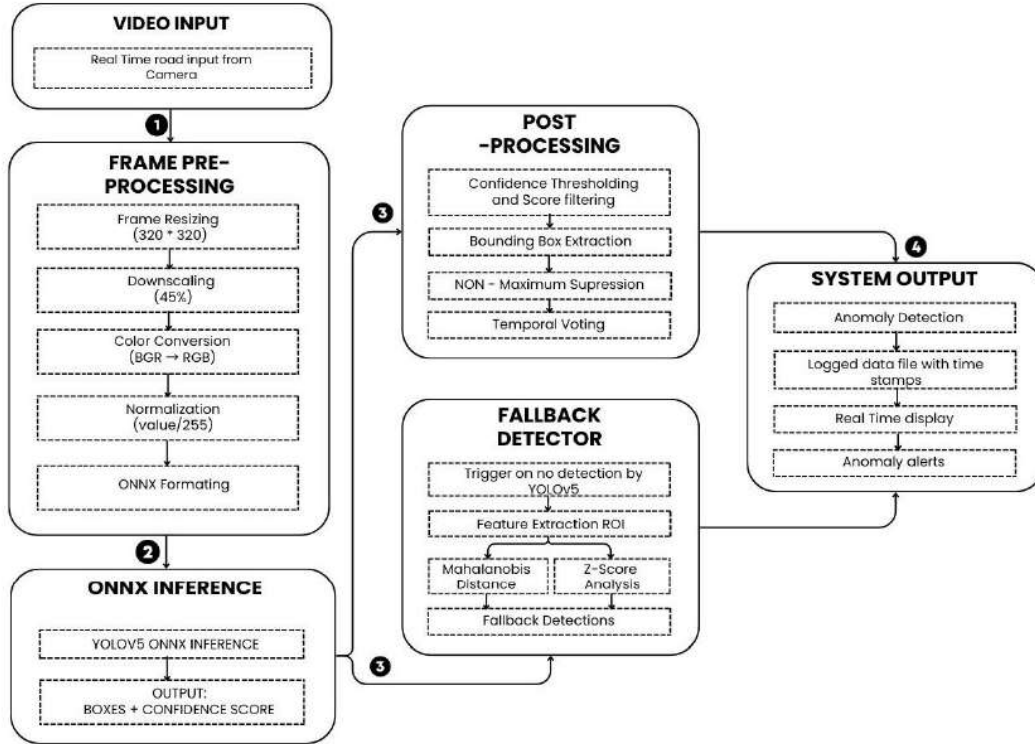 VIDEO INPUT
Real Time road input from
Camera
1
FRAME PRE-
PROCESSING
Frame Resizing
(320 * 320)
Downscaling
(45%)
Color Conversion
(BGR → RGB)
Normalization
(value/255)
ONNX Formating
2
ONNX INFERENCE
YOLOV5 ONNX INFERENCE
OUTPUT:
BOXES + CONFIDENCE SCORE
3
POST
-PROCESSING
Confidence Thresholding
and Score filtering
Bounding Box Extraction
NON - Maximum Supression
Temporal Voting
3
FALLBACK
DETECTOR
Trigger on no detection by
YOLOv5
Feature Extraction ROI
Mahalanobis
Distance
Z-Score
Analysis
Fallback Detections
4
SYSTEM OUTPUT
Anomaly Detection
Logged data file with time
stamps
Real Time display
Anomaly alerts